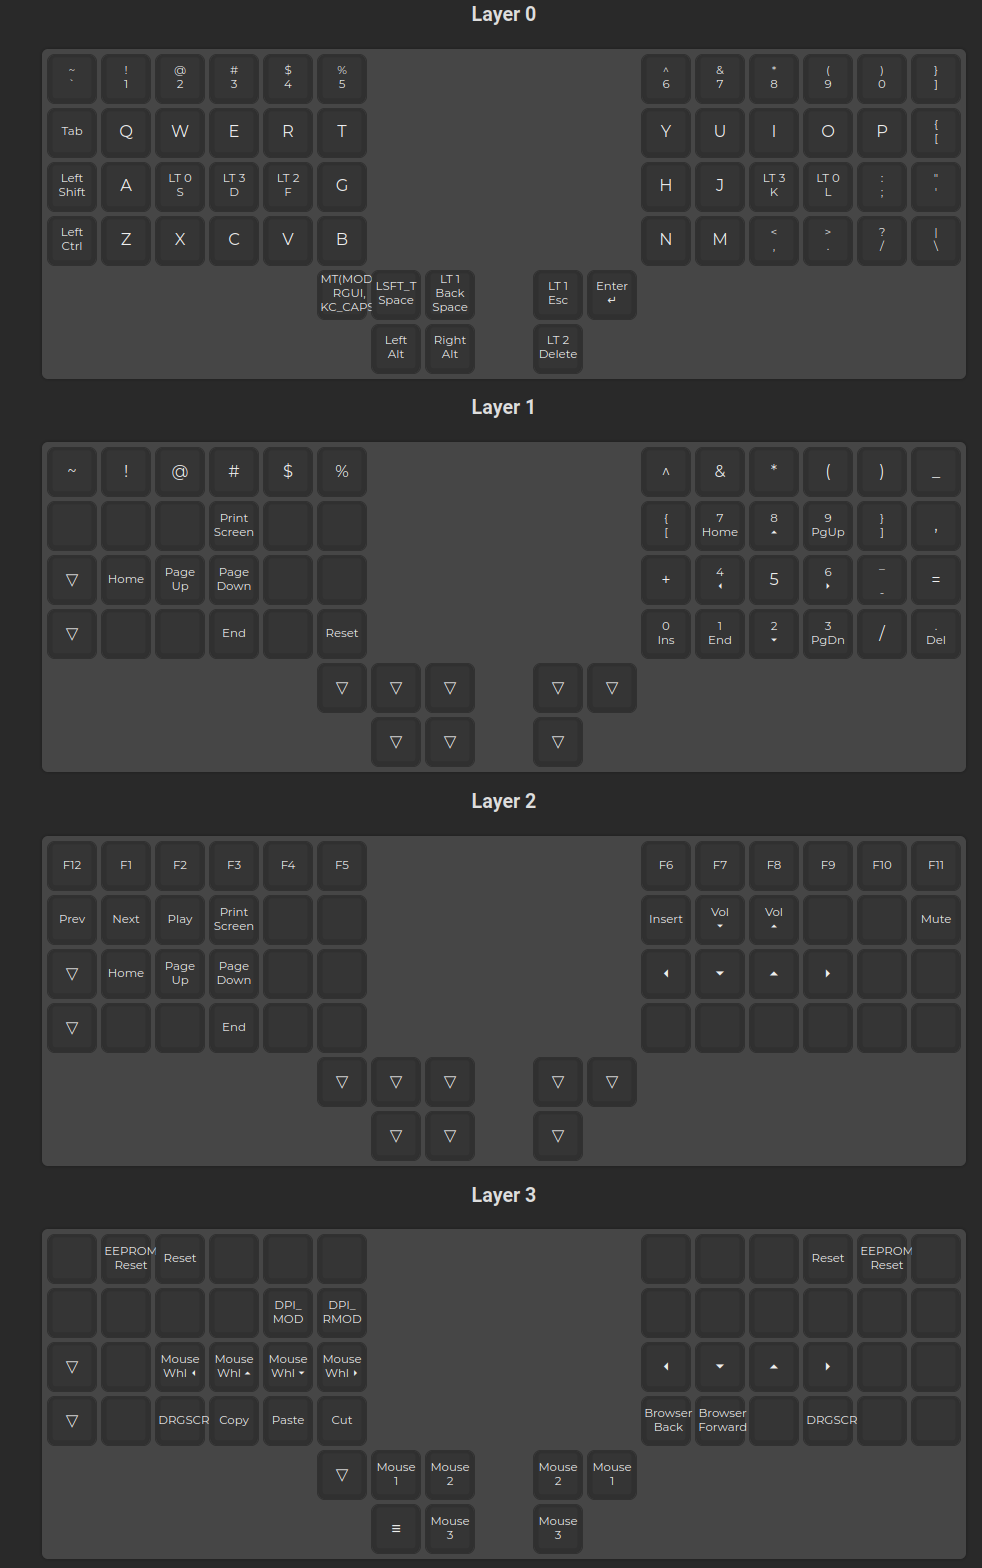 Layer 0
~ ! @ # $ % ^ & * ( ) }
` 1 2 3 4 5 6 7 8 9 0 ]
Tab Q W E R T Y U I O P {
[
Left A LT 0 LT 3 LT 2 G H J LT 3 LT 0 : "
Shift S D F K L ; '
Left Z X C V B N M < > ? |
Ctrl , . / \
MT(MOD LSFT_T LT 1 LT 1 Enter
RGUI, Space Back Esc ↵
KC_CAPS Space
Left Right LT 2
Alt Alt Delete
Layer 1
~ ! @ # $ % ^ & * ( ) _
Print { 7 8 9 } ,
Screen [ Home ▲ PgUp ]
▽ Home Page Page + 4 5 6 _ =
Up Down ◀ ▶ -
▽ End Reset 0 1 2 3 / .
Ins End ▼ PgDn Del
▽ ▽ ▽ ▽ ▽
▽ ▽ ▽
Layer 2
F12 F1 F2 F3 F4 F5 F6 F7 F8 F9 F10 F11
Prev Next Play Print Insert Vol Vol Mute
Screen ▼ ▲
▽ Home Page Page ◀ ▼ ▲ ▶
Up Down
▽ End
▽ ▽ ▽ ▽ ▽
▽ ▽ ▽
Layer 3
EEPROM Reset Reset EEPROM
Reset Reset
DPI_ DPI_
MOD RMOD
▽ Mouse Mouse Mouse Mouse ◀ ▼ ▲ ▶
Whl ◀ Whl ▲ Whl ▼ Whl ▶
▽ DRGSCR Copy Paste Cut Browser Browser DRGSCR
Back Forward
▽ Mouse Mouse Mouse Mouse
1 2 2 1
≡ Mouse Mouse
3 3